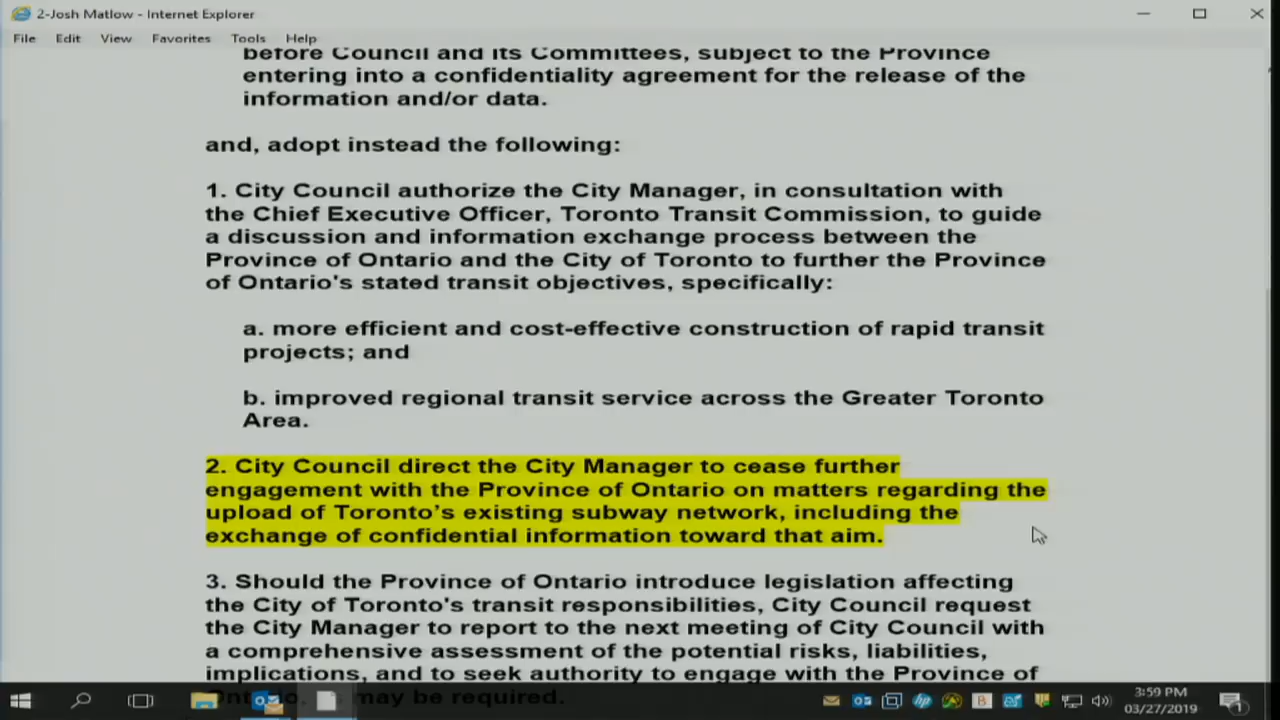 2-Josh Matlow - Internet Explorer
File Edit View Favorites Tools Help
before Council and its Committees, subject to the Province
entering into a confidentiality agreement for the release of the
information and/or data.
and, adopt instead the following:
1. City Council authorize the City Manager, in consultation with
the Chief Executive Officer, Toronto Transit Commission, to guide
a discussion and information exchange process between the
Province of Ontario and the City of Toronto to further the Province
of Ontario's stated transit objectives, specifically:
a. more efficient and cost-effective construction of rapid transit
projects; and
b. improved regional transit service across the Greater Toronto
Area.
2. City Council direct the City Manager to cease further
engagement with the Province of Ontario on matters regarding the
upload of Toronto’s existing subway network, including the
exchange of confidential information toward that aim.
3. Should the Province of Ontario introduce legislation affecting
the City of Toronto's transit responsibilities, City Council request
the City Manager to report to the next meeting of City Council with
a comprehensive assessment of the potential risks, liabilities,
implications, and to seek authority to engage with the Province of
may be required.
3:59 PM
03/27/2019